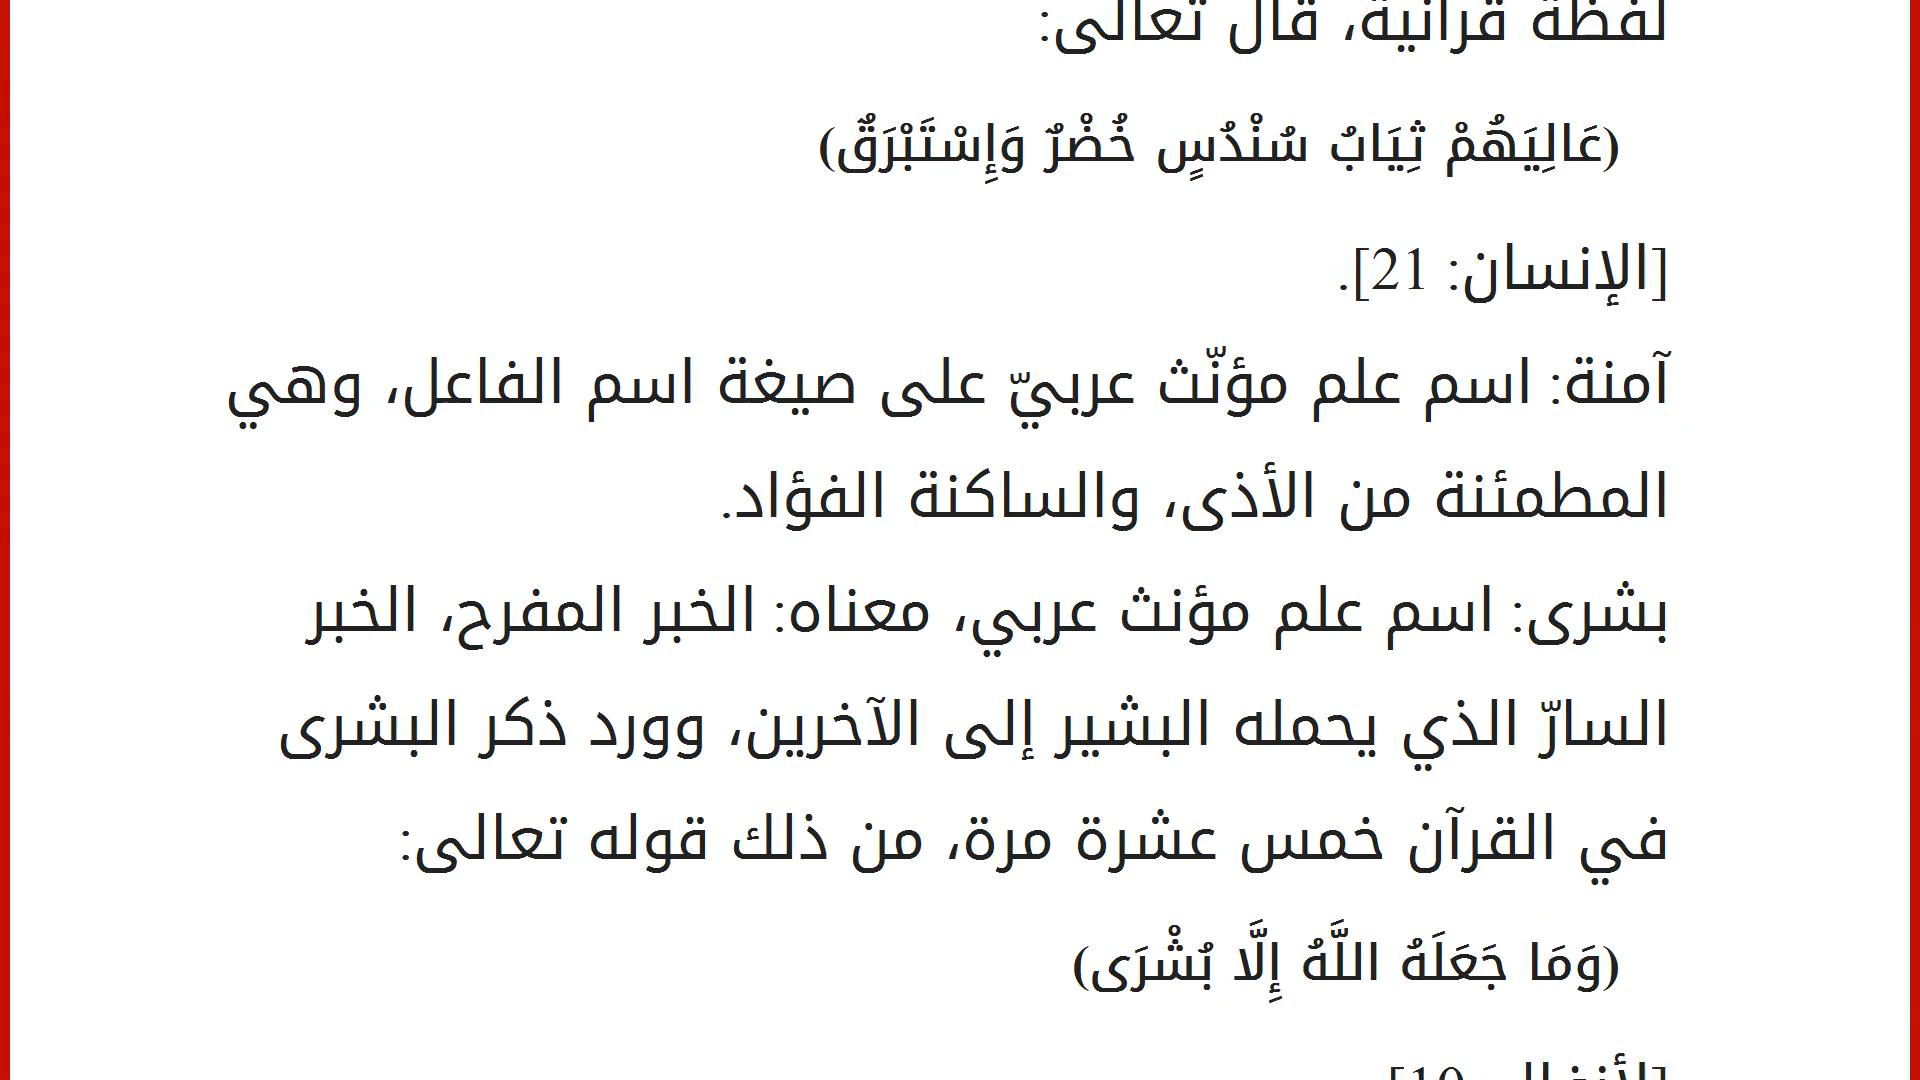 لفظة قرآنية، قال تعالى:
(عَالِيَهُمْ ثِيَابُ سُنْدُسٍ خُضْرٌ وَإِسْتَبْرَقٌ)
[الإنسان: 21].
آمنة: اسم علم مؤنّث عربيّ على صيغة اسم الفاعل، وهي
المطمئنة من الأذى، والساكنة الفؤاد.
بشرى: اسم علم مؤنث عربي، معناه: الخبر المفرح، الخبر
السارّ الذي يحمله البشير إلى الآخرين، وورد ذكر البشرى
في القرآن خمس عشرة مرة، من ذلك قوله تعالى:
(وَمَا جَعَلَهُ اللَّهُ إِلَّا بُشْرَى)
[الأنفال: 10]